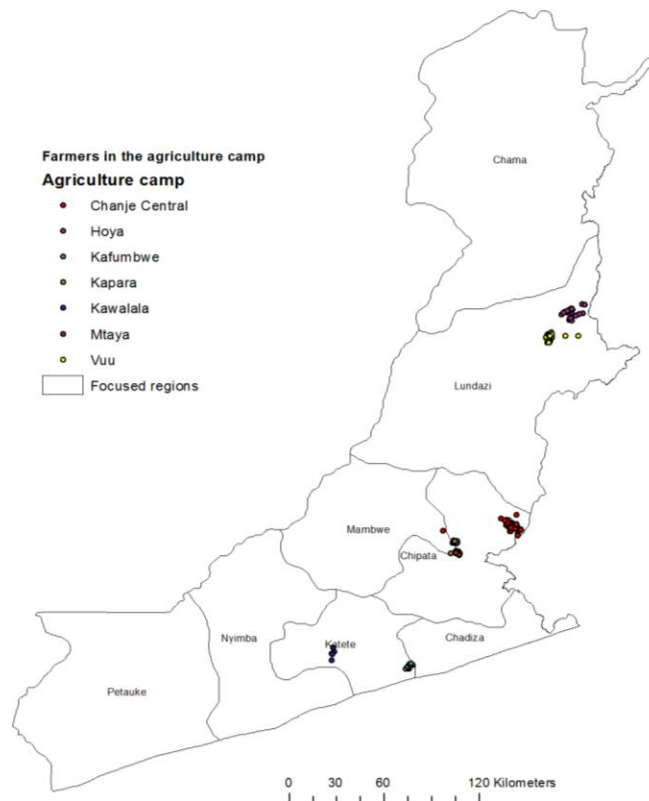 Farmers in the agriculture camp
Agriculture camp
Chanje Central
Hoya
Kafumbwe
Kapara
Kawalala
Mtaya
Vuu
Focused regions
Chama
Lundazi
Mambwe
Chipata
Nyimba
Katete
Chadiza
Petauke
0 30 60 120 Kilometers